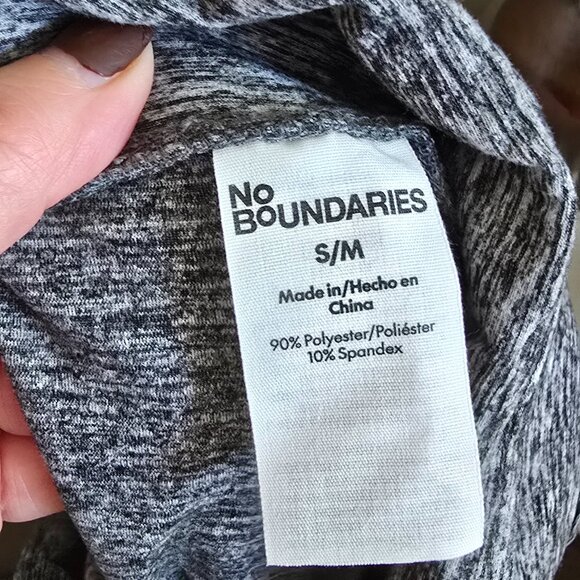 No
BOUNDARIES
S/M
Made in/Hecho en
China
90% Polyester/Poliéster
10% Spandex